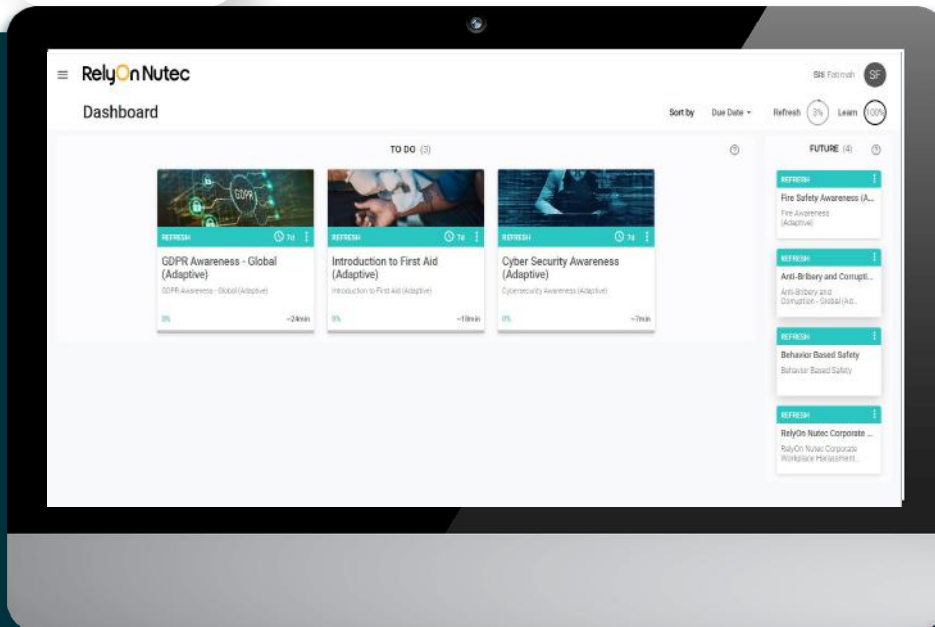 RelyOn Nutec
Siti Fatimah
SF
Dashboard
Sort by
Due Date
Refresh
3%
Learn
100%
TO DO (3)
FUTURE (4)
GDPR
REFRESH
7d
GDPR Awareness - Global
(Adaptive)
GDPR Awareness - Global (Adaptive)
0%
~24min
REFRESH
7d
Introduction to First Aid
(Adaptive)
Introduction to First Aid (Adaptive)
0%
~18min
REFRESH
7d
Cyber Security Awareness
(Adaptive)
Cybersecurity Awareness (Adaptive)
0%
~7min
REFRESH
Fire Safety Awareness (A...
Fire Awareness
(Adaptive)
REFRESH
Anti-Bribery and Corrupti...
Anti-Bribery and
Corruption - Global (Ad...
REFRESH
Behavior Based Safety
Behavior Based Safety
REFRESH
RelyOn Nutec Corporate ...
RelyOn Nutec Corporate
Workplace Harassment...